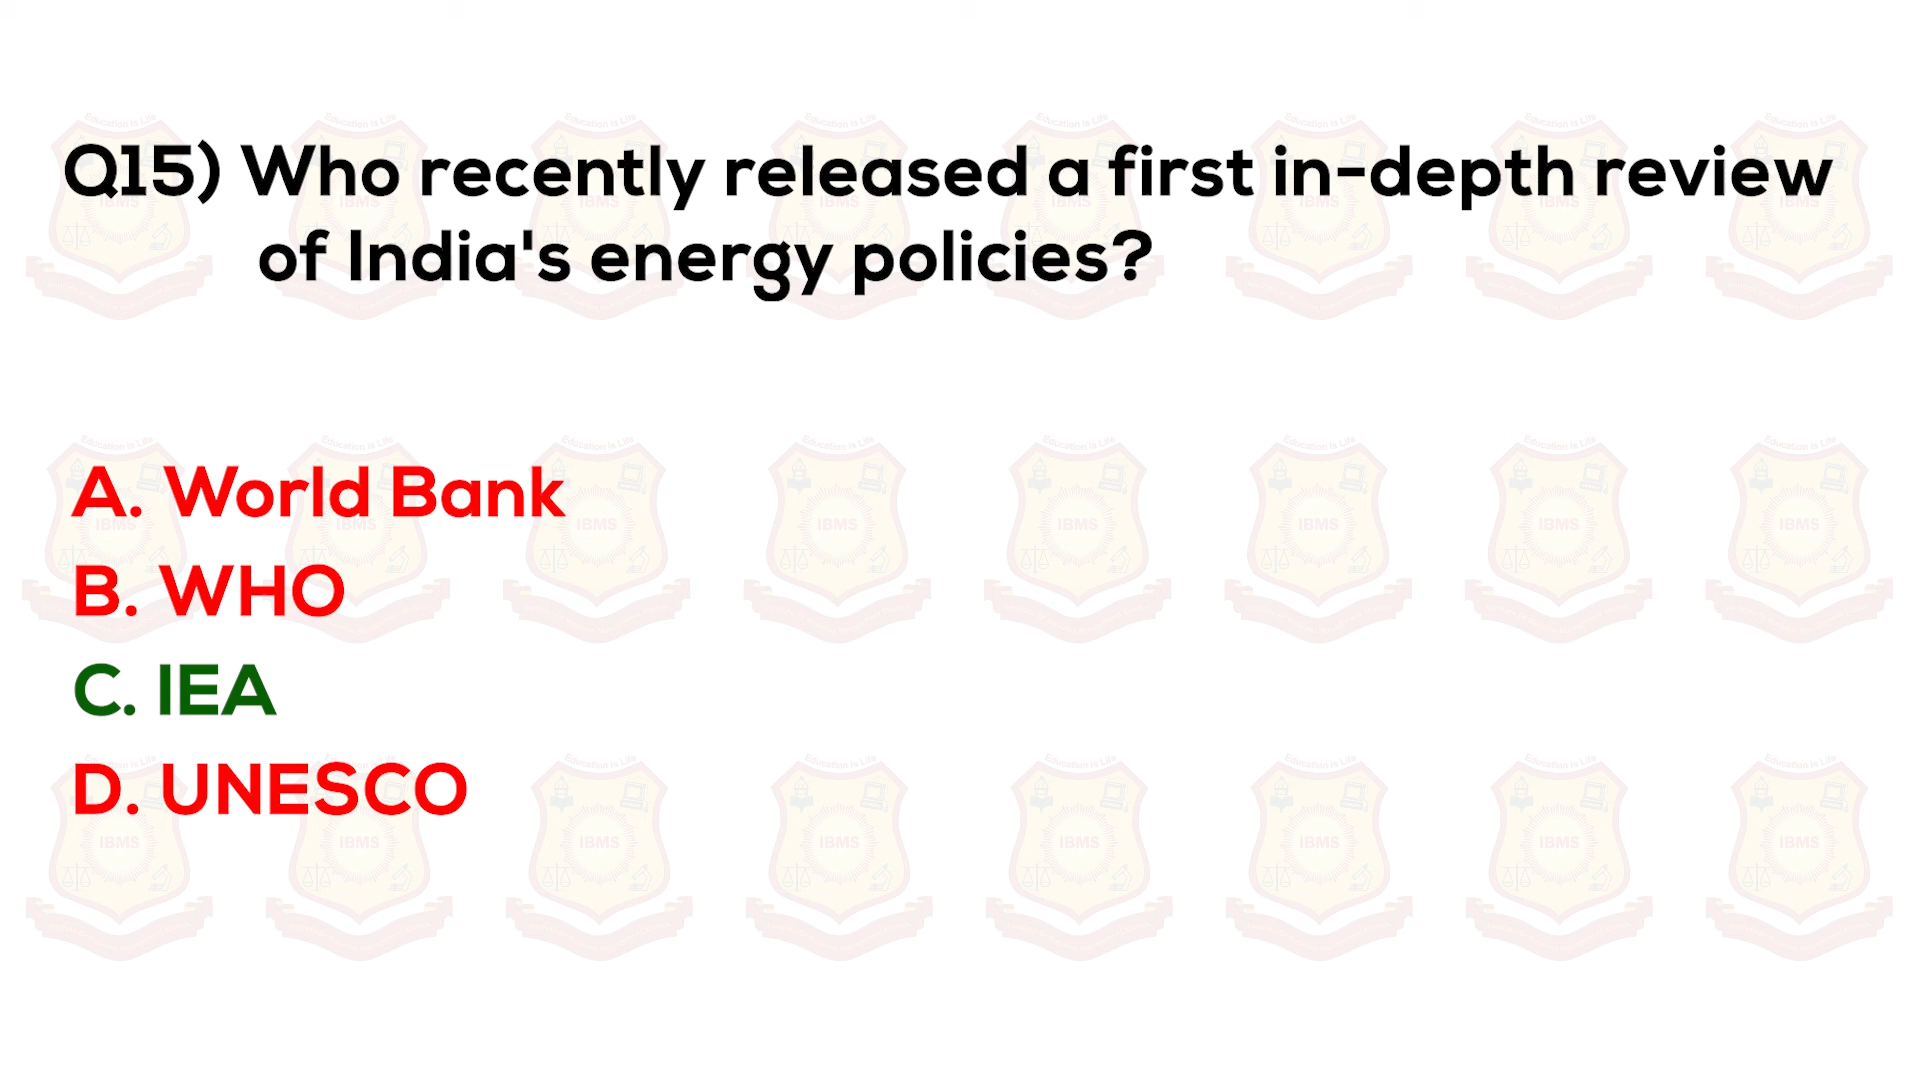 Q15) Who recently released a first in-depth review
of India's energy policies?
A. World Bank
B. WHO
C. IEA
D. UNESCO